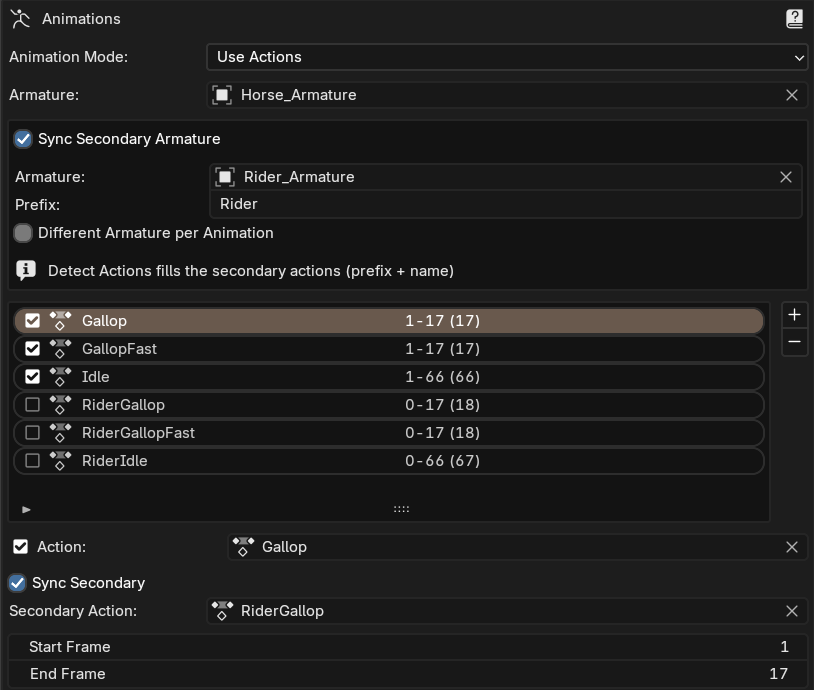 Animations
Animation Mode: Use Actions
Armature: Horse_Armature
Sync Secondary Armature
Armature: Rider_Armature
Prefix: Rider
Different Armature per Animation
Detect Actions fills the secondary actions (prefix + name)
Gallop 1-17 (17)
GallopFast 1-17 (17)
Idle 1-66 (66)
RiderGallop 0-17 (18)
RiderGallopFast 0-17 (18)
RiderIdle 0-66 (67)
Action: Gallop
Sync Secondary
Secondary Action: RiderGallop
Start Frame 1
End Frame 17